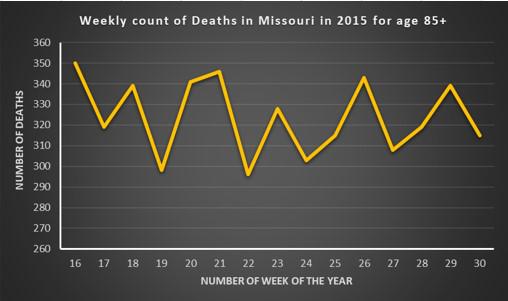 Weekly count of Deaths in Missouri in 2015 for age 85+
360
350
340
330
320
310
300
290
280
270
260
NUMBER OF DEATHS
16 17 18 19 20 21 22 23 24 25 26 27 28 29 30
NUMBER OF WEEK OF THE YEAR